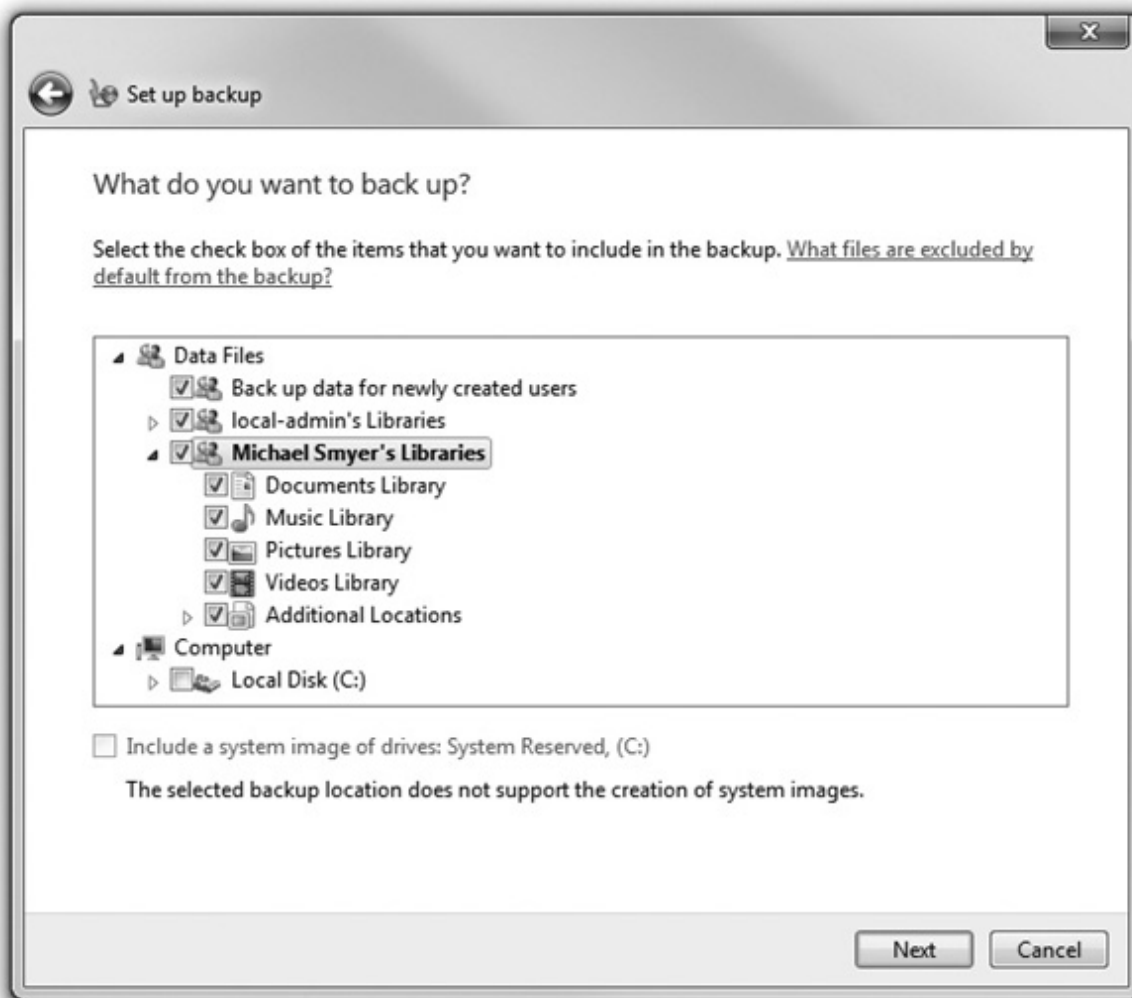 Set up backup
What do you want to back up?
Select the check box of the items that you want to include in the backup. What files are excluded by
default from the backup?
Data Files
Back up data for newly created users
local-admin's Libraries
Michael Smyer's Libraries
Documents Library
Music Library
Pictures Library
Videos Library
Additional Locations
Computer
Local Disk (C:)
Include a system image of drives: System Reserved, (C:)
The selected backup location does not support the creation of system images.
Next Cancel